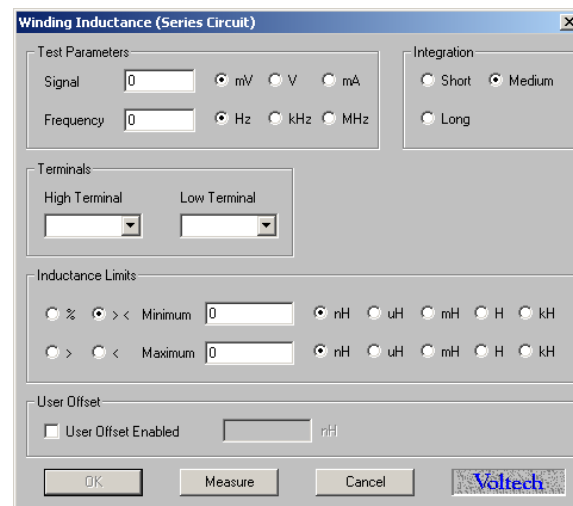 Winding Inductance (Series Circuit)
Test Parameters
Signal 0 mV V mA
Frequency 0 Hz kHz MHz
Integration
Short Medium
Long
Terminals
High Terminal Low Terminal
Inductance Limits
% > < Minimum 0 nH uH mH H kH
> < Maximum 0 nH uH mH H kH
User Offset
User Offset Enabled nH
OK Measure Cancel Voltech